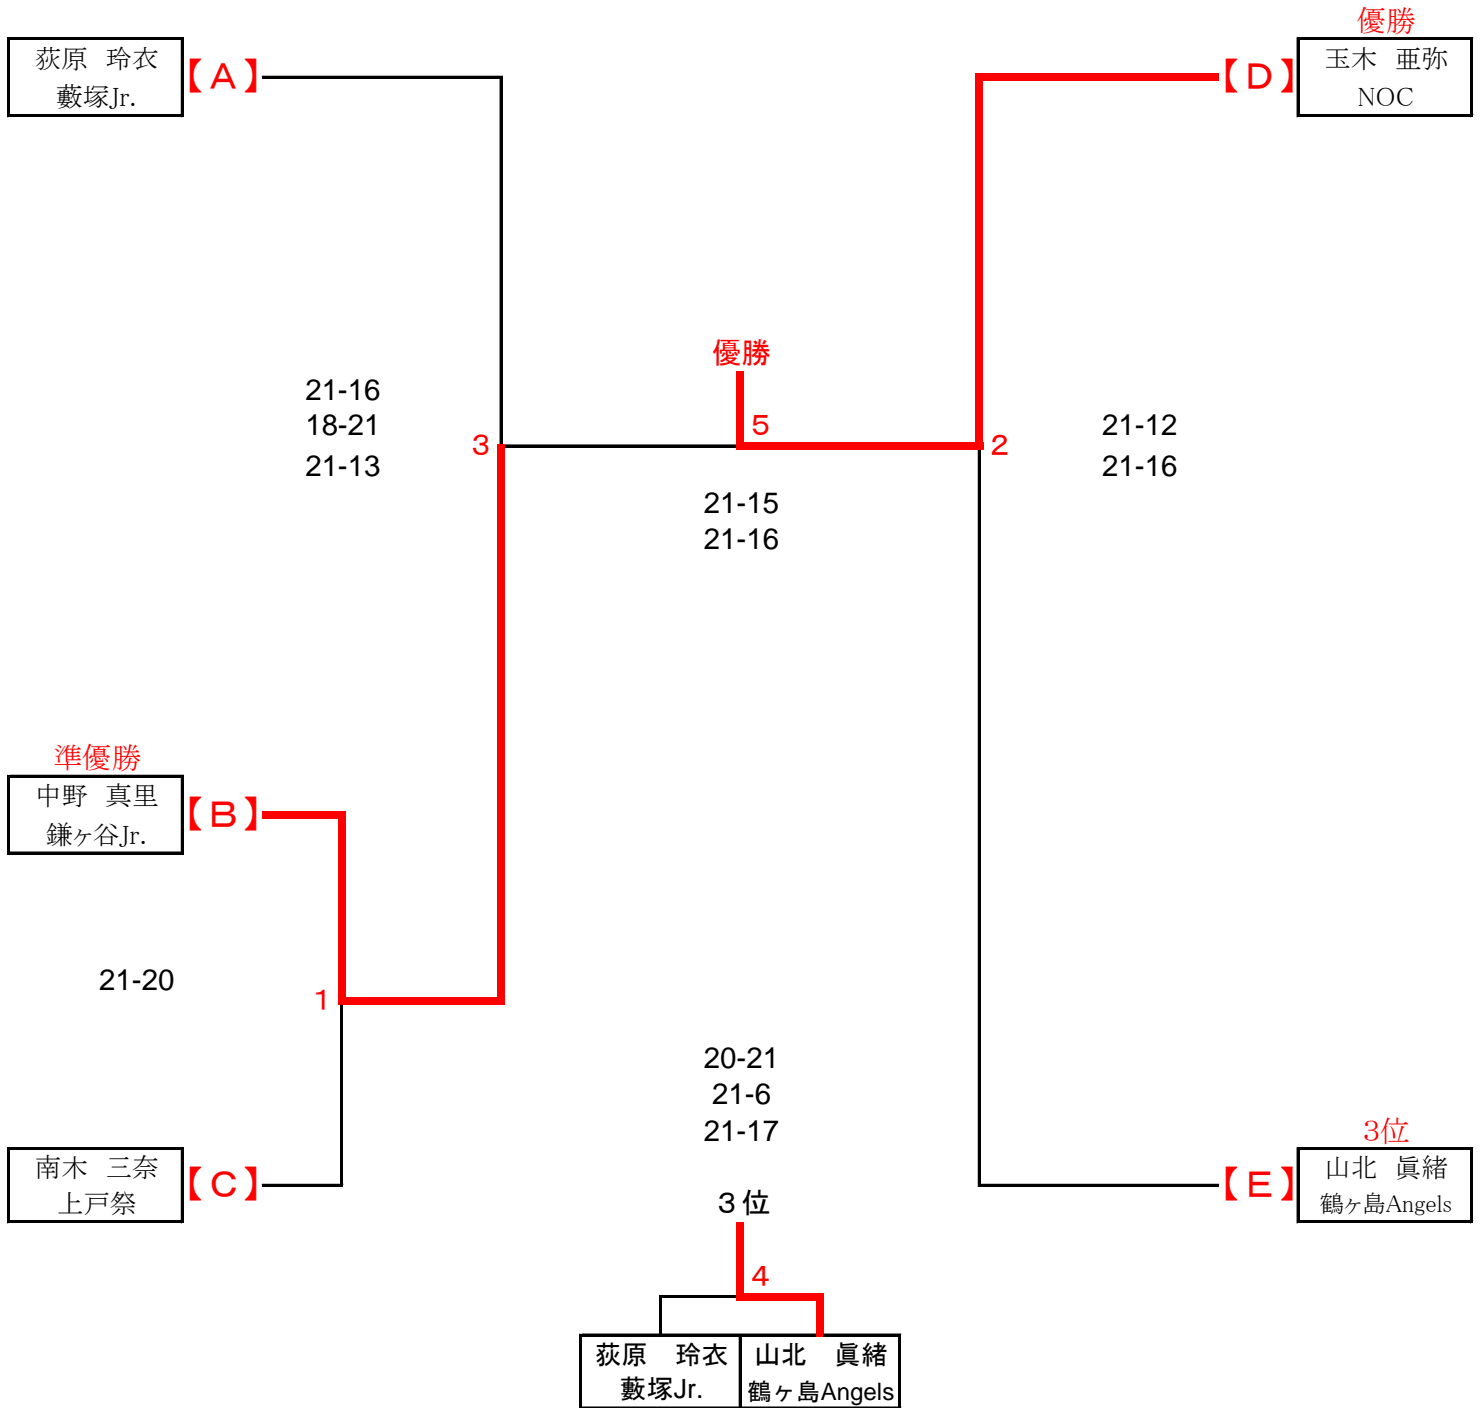 優勝
荻原 玲衣
藪塚Jr.
【A】
【D】
玉木 亜弥
NOC
優勝
21-16
18-21
21-13
3
5
2
21-12
21-16
21-15
21-16
準優勝
中野 真里
鎌ヶ谷Jr.
【B】
21-20
1
20-21
21-6
21-17
南木 三奈
上戸祭
【C】
3位
【E】
山北 眞緒
鶴ヶ島Angels
3位
4
荻原 玲衣
藪塚Jr.
山北 眞緒
鶴ヶ島Angels